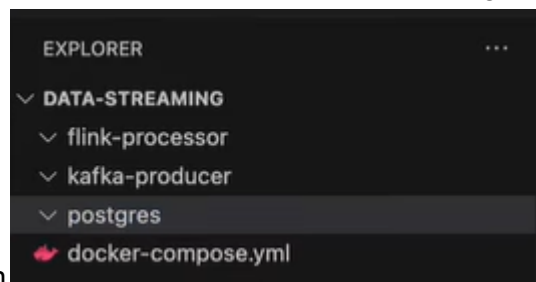 EXPLORER ...
DATA-STREAMING
flink-processor
kafka-producer
postgres
docker-compose.yml